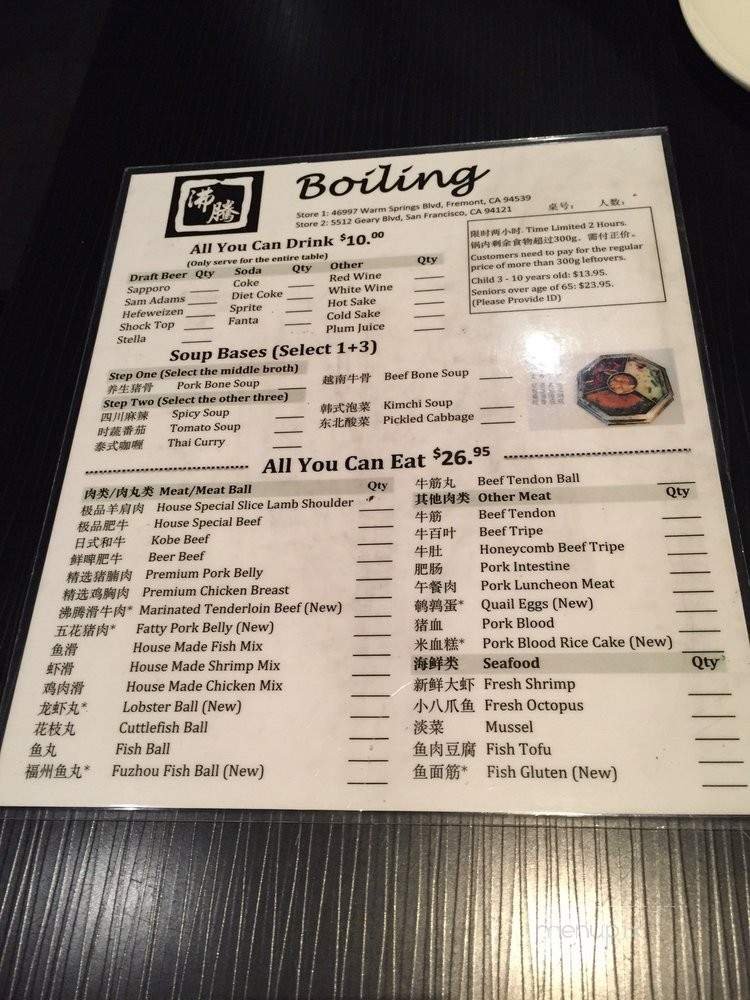 沸腾
Boiling
Store 1: 46997 Warm Springs Blvd, Fremont, CA 94539
Store 2: 5512 Geary Blvd, San Francisco, CA 94121
桌号： 人数：
限时两小时. Time Limited 2 Hours.
锅内剩余食物超过300g，需付正价。
Customers need to pay for the regular
price of more than 300g leftovers.
Child 3 - 10 years old: $13.95.
Seniors over age of 65: $23.95.
(Please Provide ID)
All You Can Drink $10.00
(Only serve for the entire table)
Draft Beer Qty Soda Qty Other Qty
Sapporo Coke Red Wine
Sam Adams Diet Coke White Wine
Hefeweizen Sprite Hot Sake
Shock Top Fanta Cold Sake
Stella Plum Juice
Soup Bases (Select 1+3)
Step One (Select the middle broth)
养生猪骨 Pork Bone Soup 越南牛骨 Beef Bone Soup
Step Two (Select the other three)
四川麻辣 Spicy Soup 韩式泡菜 Kimchi Soup
时蔬番茄 Tomato Soup 东北酸菜 Pickled Cabbage
泰式咖喱 Thai Curry
All You Can Eat $26.95
肉类/肉丸类 Meat/Meat Ball Qty
极品羊肩肉 House Special Slice Lamb Shoulder
极品肥牛 House Special Beef
日式和牛 Kobe Beef
鲜啤肥牛 Beer Beef
精选猪腩肉 Premium Pork Belly
精选鸡胸肉 Premium Chicken Breast
沸腾滑牛肉* Marinated Tenderloin Beef (New)
五花猪肉* Fatty Pork Belly (New)
鱼滑 House Made Fish Mix
虾滑 House Made Shrimp Mix
鸡肉滑 House Made Chicken Mix
龙虾丸* Lobster Ball (New)
花枝丸 Cuttlefish Ball
鱼丸 Fish Ball
福州鱼丸* Fuzhou Fish Ball (New)
牛筋丸 Beef Tendon Ball
其他肉类 Other Meat Qty
牛筋 Beef Tendon
牛百叶 Beef Tripe
牛肚 Honeycomb Beef Tripe
肥肠 Pork Intestine
午餐肉 Pork Luncheon Meat
鹌鹑蛋* Quail Eggs (New)
猪血 Pork Blood
米血糕* Pork Blood Rice Cake (New)
海鲜类 Seafood Qty
新鲜大虾 Fresh Shrimp
小八爪鱼 Fresh Octopus
淡菜 Mussel
鱼肉豆腐 Fish Tofu
鱼面筋* Fish Gluten (New)